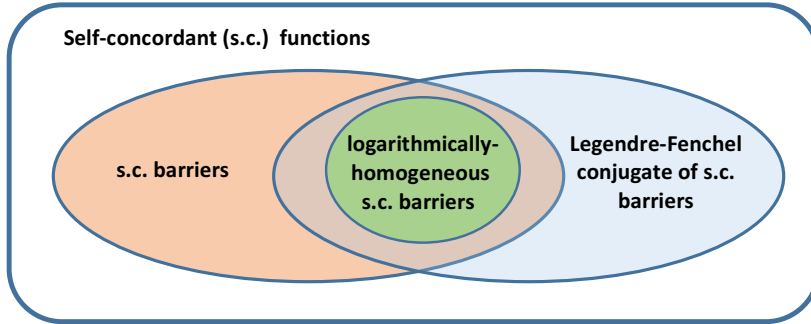 Self-concordant (s.c.) functions
s.c. barriers
logarithmically-
homogeneous
s.c. barriers
Legendre-Fenchel
conjugate of s.c.
barriers